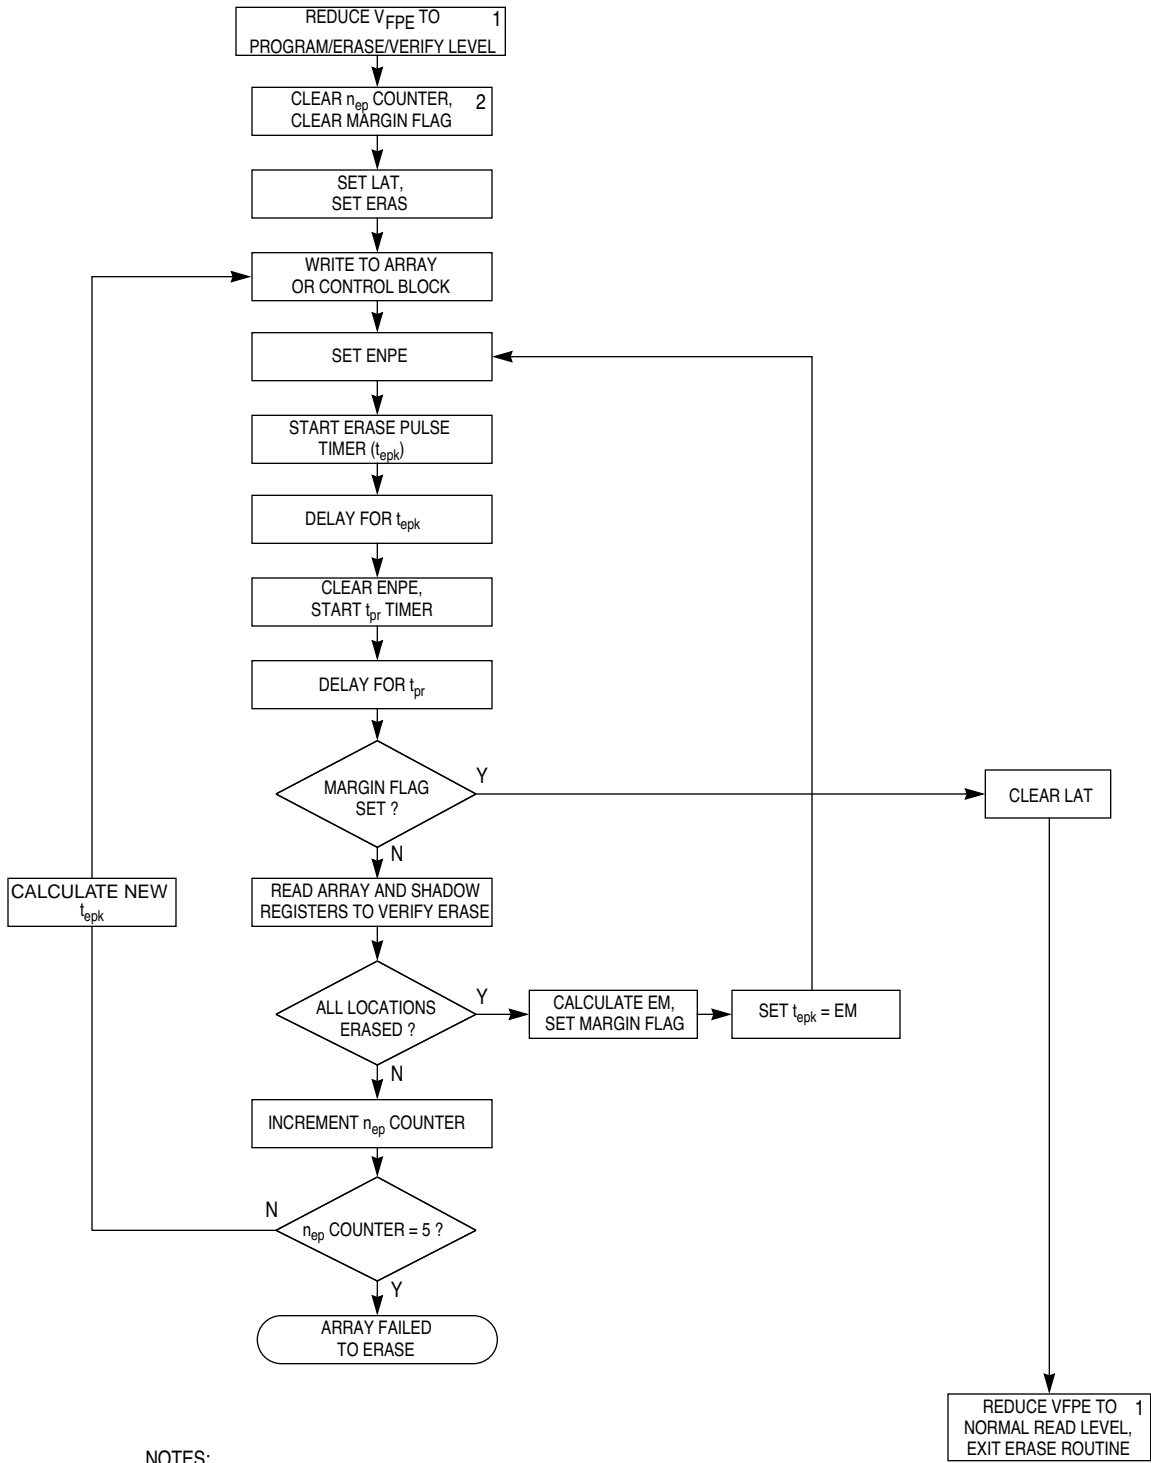 REDUCE VFPE TO 1
PROGRAM/ERASE/VERIFY LEVEL
CLEAR nep COUNTER, 2
CLEAR MARGIN FLAG
SET LAT,
SET ERAS
WRITE TO ARRAY
OR CONTROL BLOCK
SET ENPE
START ERASE PULSE
TIMER (tepk)
DELAY FOR tepk
CLEAR ENPE,
START tpr TIMER
DELAY FOR tpr
MARGIN FLAG
SET ?
Y
CLEAR LAT
N
CALCULATE NEW
tepk
READ ARRAY AND SHADOW
REGISTERS TO VERIFY ERASE
ALL LOCATIONS
ERASED ?
Y
CALCULATE EM,
SET MARGIN FLAG
SET tepk = EM
N
INCREMENT nep COUNTER
N
nep COUNTER = 5 ?
Y
ARRAY FAILED
TO ERASE
REDUCE VFPE TO 1
NORMAL READ LEVEL,
EXIT ERASE ROUTINE
NOTES: